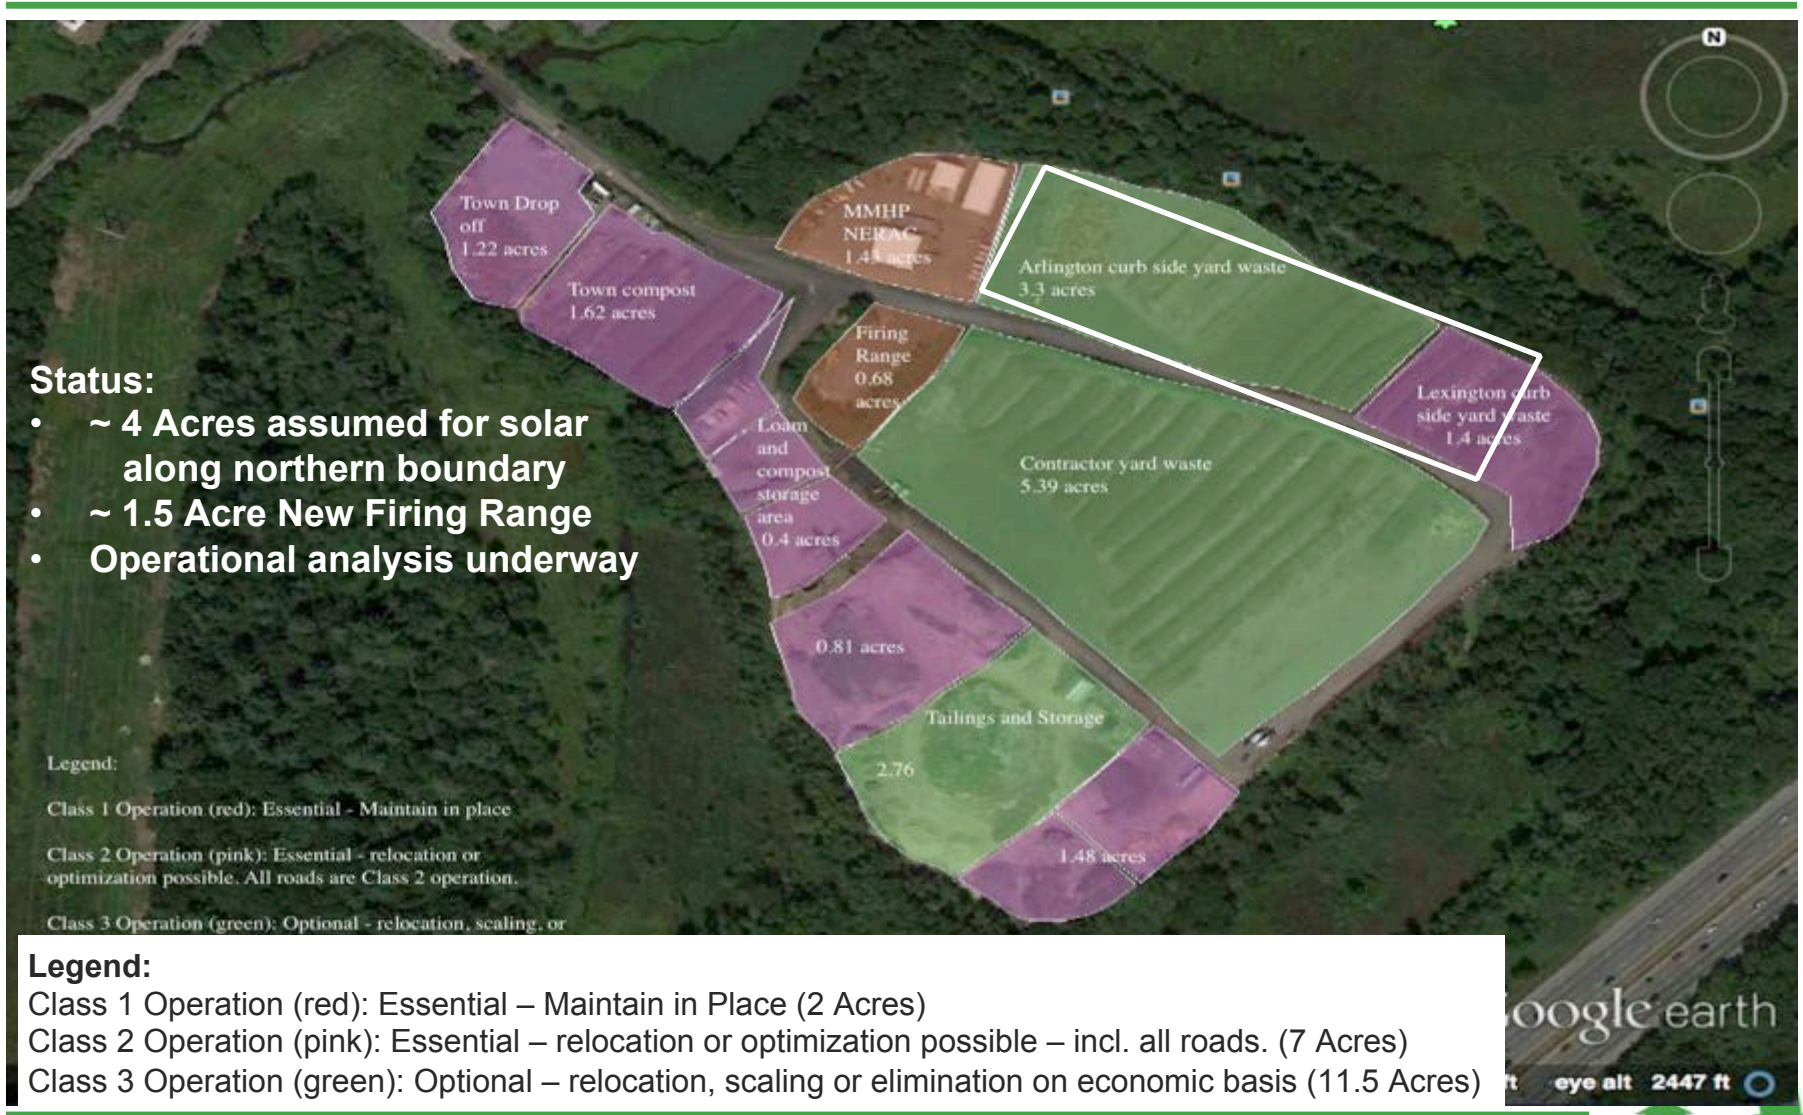 N
Town Drop
off
1.22 acres
MMHP
NERAC
1.43 acres
Arlington curb side yard waste
3.3 acres
Town compost
1.62 acres
Firing
Range
0.68
acres
Lexington curb
side yard waste
1.4 acres
Status:
• ~ 4 Acres assumed for solar
along northern boundary
• ~ 1.5 Acre New Firing Range
• Operational analysis underway
Loam
and
compost
storage
area
0.4 acres
Contractor yard waste
5.39 acres
0.81 acres
Tailings and Storage
2.76
1.48 acres
Legend:
Class 1 Operation (red): Essential - Maintain in place
Class 2 Operation (pink): Essential - relocation or
optimization possible. All roads are Class 2 operation.
Class 3 Operation (green): Optional - relocation, scaling, or
Legend:
Class 1 Operation (red): Essential – Maintain in Place (2 Acres)
Class 2 Operation (pink): Essential – relocation or optimization possible – incl. all roads. (7 Acres)
Class 3 Operation (green): Optional – relocation, scaling or elimination on economic basis (11.5 Acres)
oogle earth
ft eye alt 2447 ft